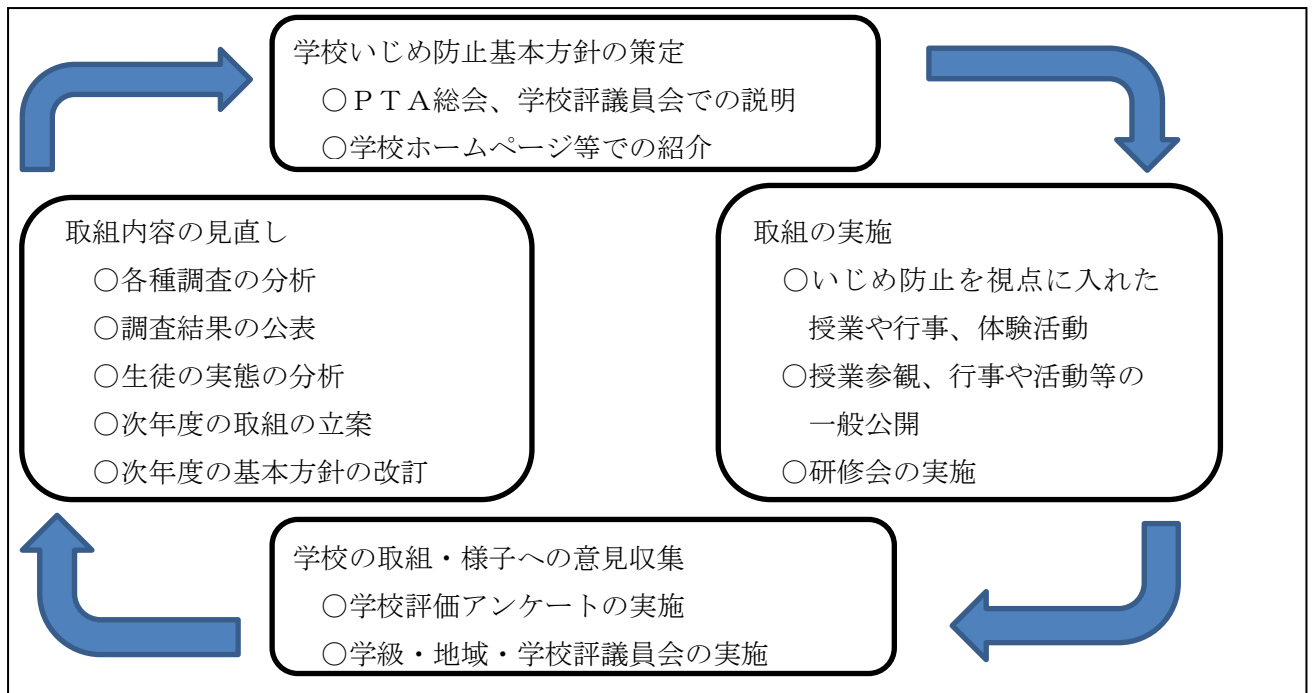 学校いじめ防止基本方針の策定
○ＰＴＡ総会、学校評議員会での説明
○学校ホームページ等での紹介
取組内容の見直し
○各種調査の分析
○調査結果の公表
○生徒の実態の分析
○次年度の取組の立案
○次年度の基本方針の改訂
取組の実施
○いじめ防止を視点に入れた
授業や行事、体験活動
○授業参観、行事や活動等の
一般公開
○研修会の実施
学校の取組・様子への意見収集
○学校評価アンケートの実施
○学級・地域・学校評議員会の実施